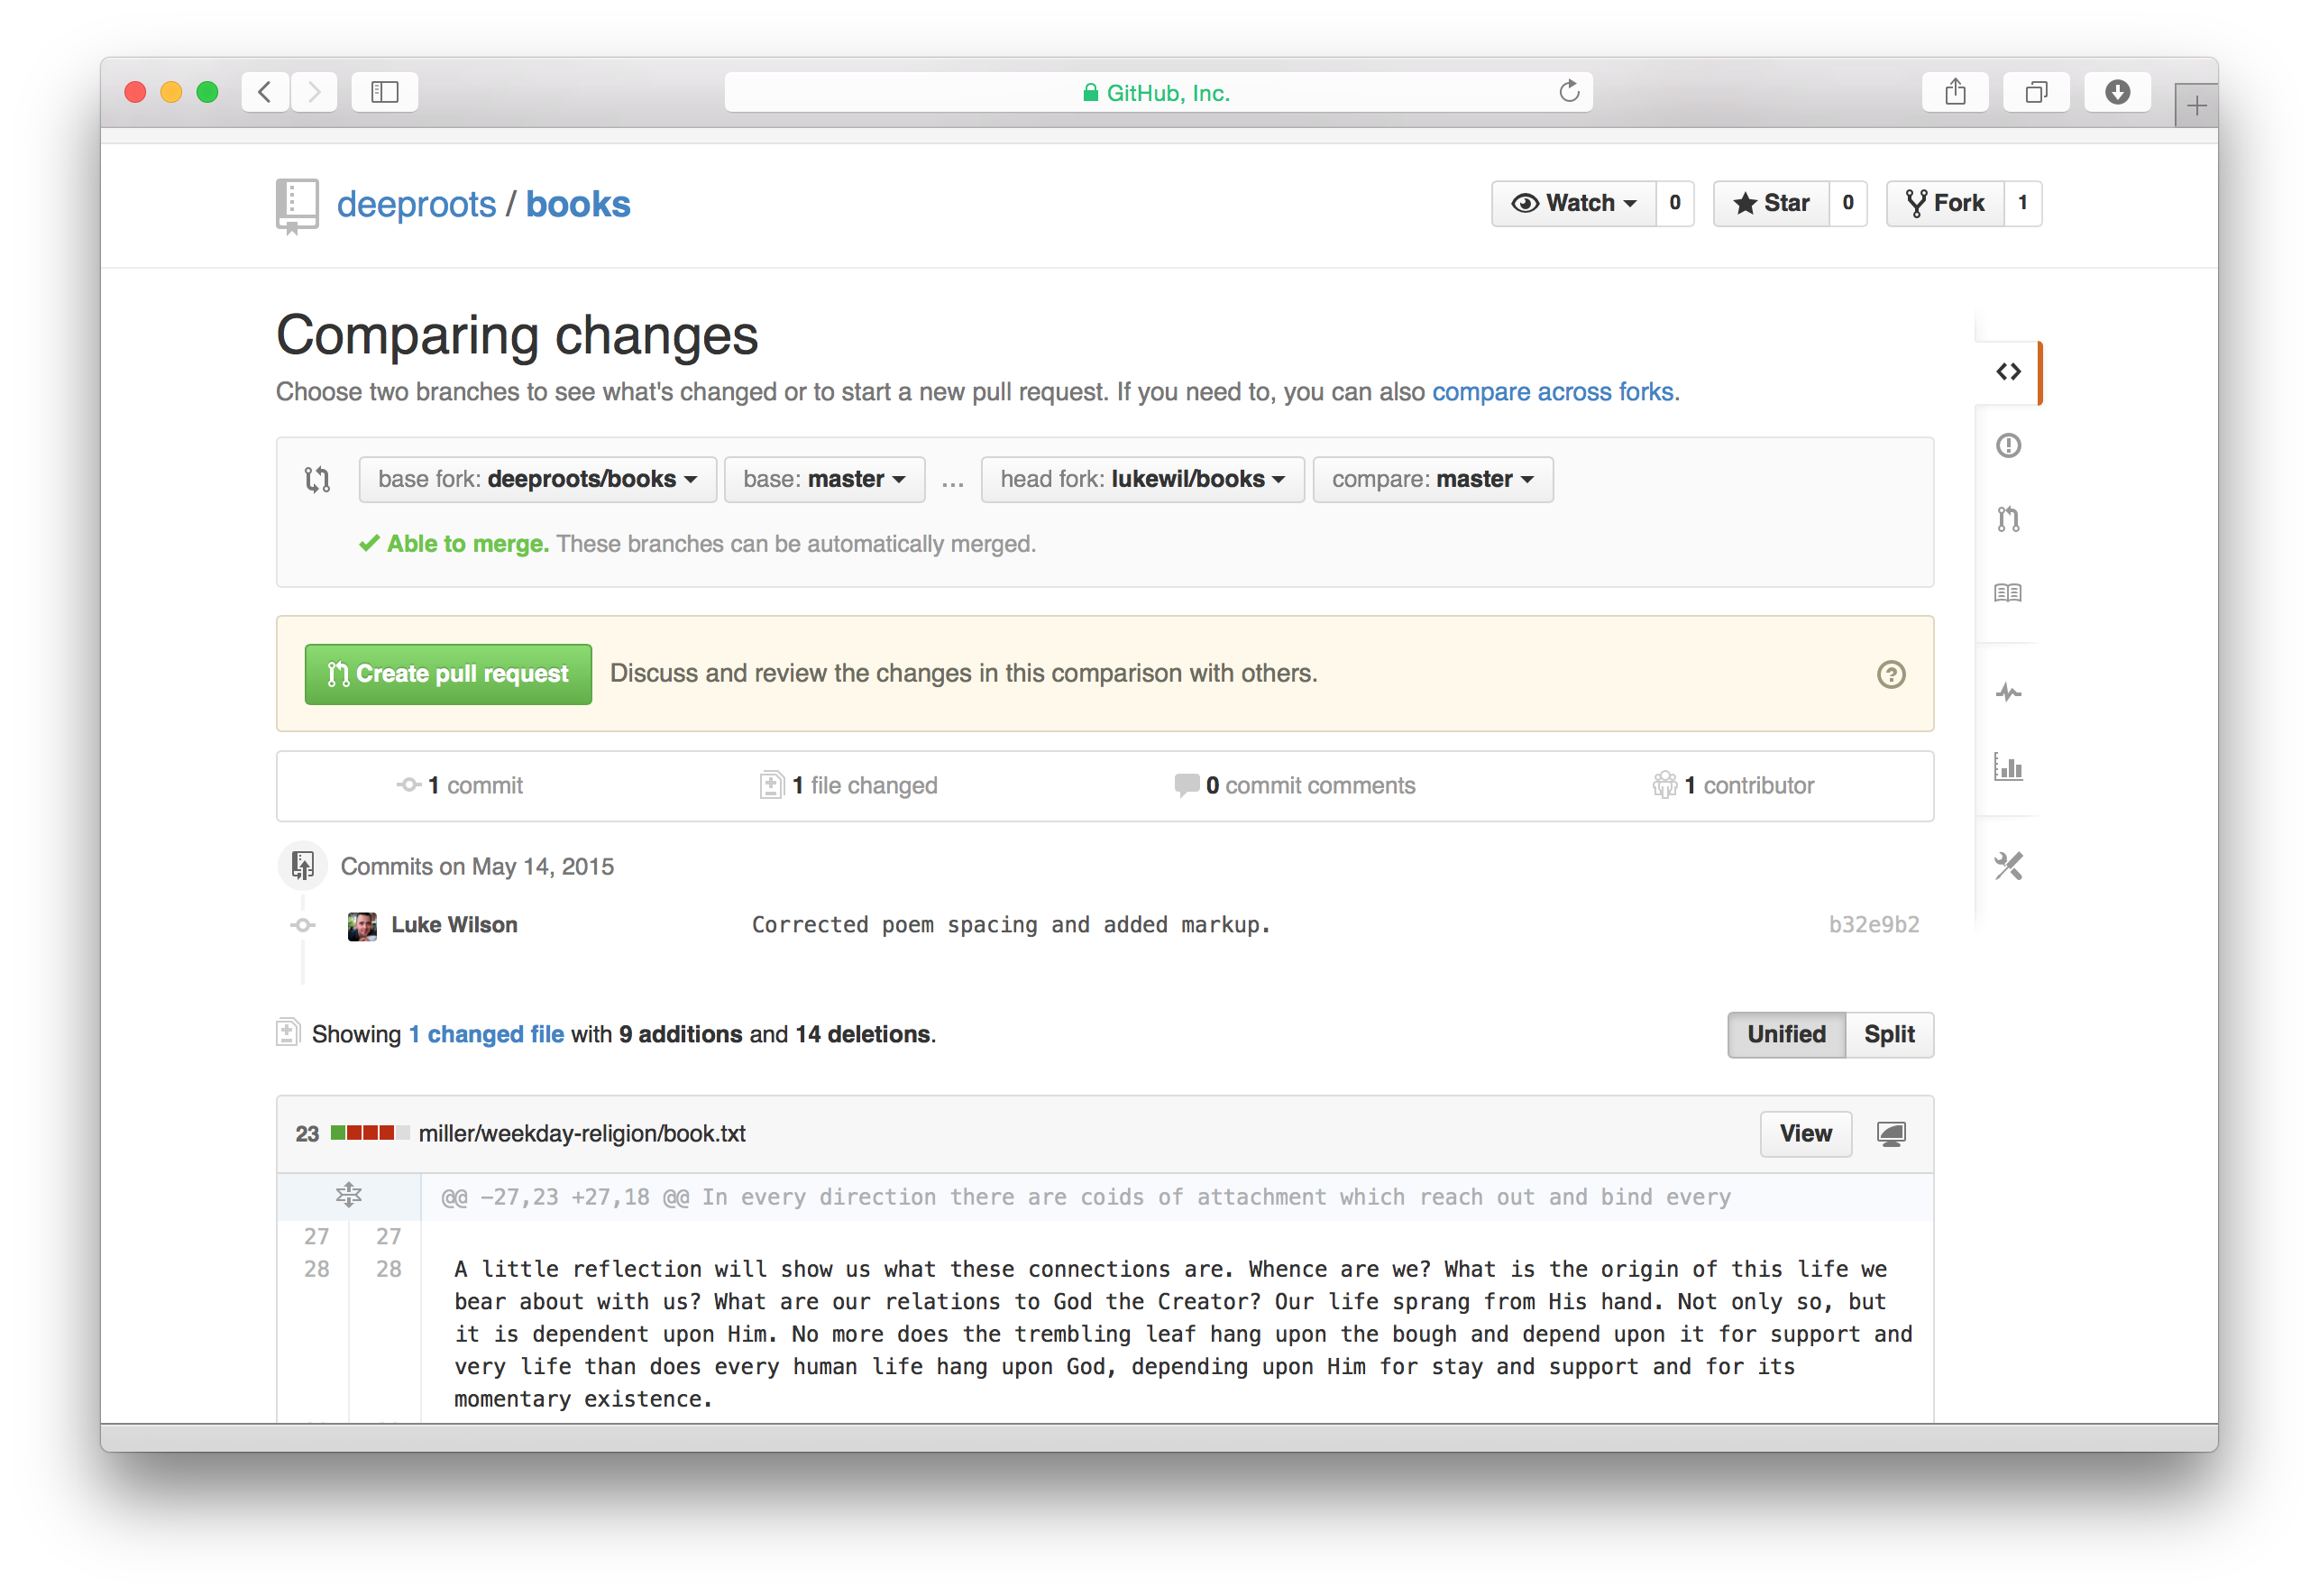 GitHub, Inc.
deeproots / books
Watch 0 Star 0 Fork 1
Comparing changes
Choose two branches to see what's changed or to start a new pull request. If you need to, you can also compare across forks.
base fork: deeproots/books base: master ... head fork: lukewil/books compare: master
Able to merge. These branches can be automatically merged.
Create pull request Discuss and review the changes in this comparison with others.
1 commit 1 file changed 0 commit comments 1 contributor
Commits on May 14, 2015
Luke Wilson Corrected poem spacing and added markup. b32e9b2
Showing 1 changed file with 9 additions and 14 deletions.
Unified Split
23 miller/weekday-religion/book.txt View
@@ -27,23 +27,18 @@ In every direction there are coids of attachment which reach out and bind every
27 27
28 28 A little reflection will show us what these connections are. Whence are we? What is the origin of this life we
bear about with us? What are our relations to God the Creator? Our life sprang from His hand. Not only so, but
it is dependent upon Him. No more does the trembling leaf hang upon the bough and depend upon it for support and
very life than does every human life hang upon God, depending upon Him for stay and support and for its
momentary existence.